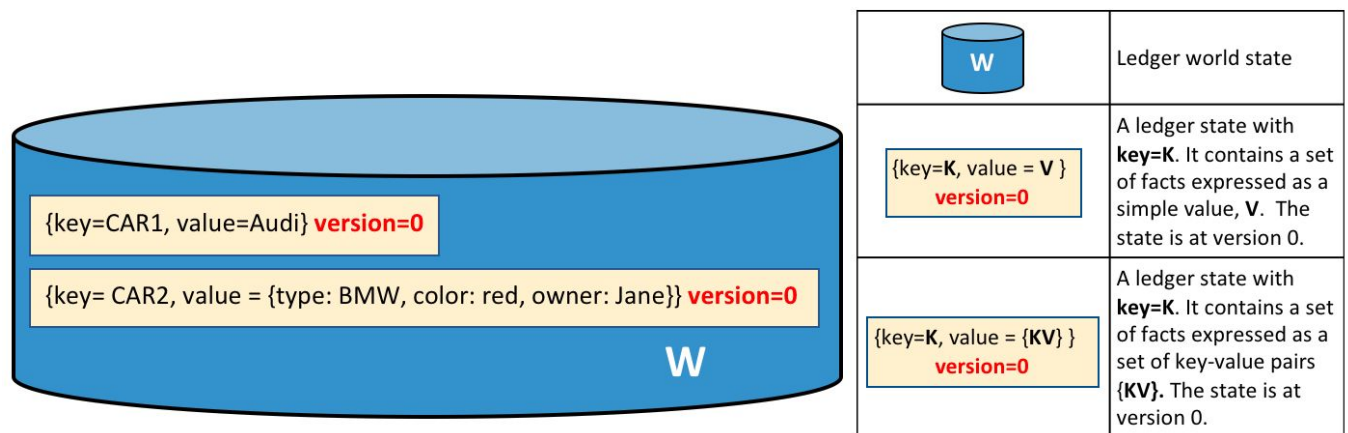 {key=CAR1, value=Audi} version=0
{key= CAR2, value = {type: BMW, color: red, owner: Jane}} version=0
W
W
Ledger world state
{key=K, value = V }
version=0
A ledger state with
key=K. It contains a set
of facts expressed as a
simple value, V.  The
state is at version 0.
{key=K, value = {KV} }
version=0
A ledger state with
key=K. It contains a set
of facts expressed as a
set of key-value pairs
{KV}. The state is at
version 0.